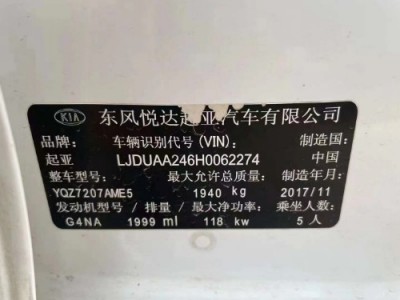 KIA 东风悦达起亚汽车有限公司
品牌: 车辆识别代号(VIN): 制造国:
起亚 LJDUAA246H0062274 中国
整车型号: 最大允许总质量: 制造年月:
YQZ7207AME5 1940 kg 2017/11
发动机型号/排量/最大净功率: 乘坐人数:
G4NA 1999 ml 118 kw 5 人